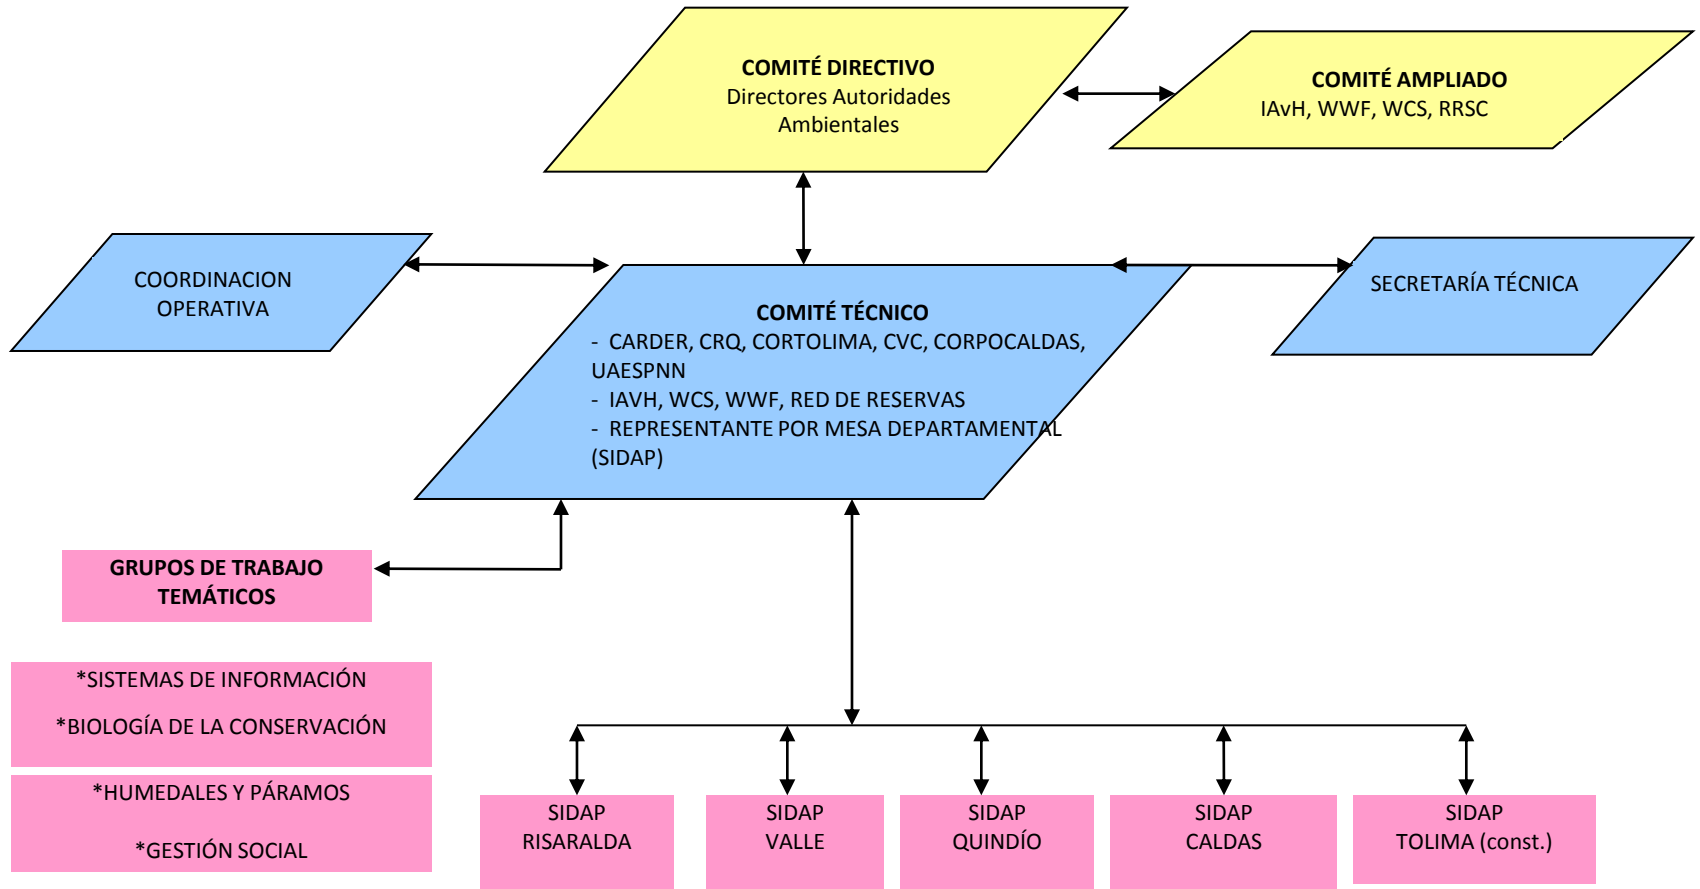 COMITÉ DIRECTIVO
Directores Autoridades
Ambientales
COMITÉ AMPLIADO
IAvH, WWF, WCS, RRSC
COORDINACION
OPERATIVA
SECRETARÍA TÉCNICA
COMITÉ TÉCNICO
- CARDER, CRQ, CORTOLIMA, CVC, CORPOCALDAS,
UAESPNN
- IAVH, WCS, WWF, RED DE RESERVAS
- REPRESENTANTE POR MESA DEPARTAMENTAL
(SIDAP)
GRUPOS DE TRABAJO
TEMÁTICOS
*SISTEMAS DE INFORMACIÓN
*BIOLOGÍA DE LA CONSERVACIÓN
*HUMEDALES Y PÁRAMOS
*GESTIÓN SOCIAL
SIDAP
RISARALDA
SIDAP
VALLE
SIDAP
QUINDÍO
SIDAP
CALDAS
SIDAP
TOLIMA (const.)